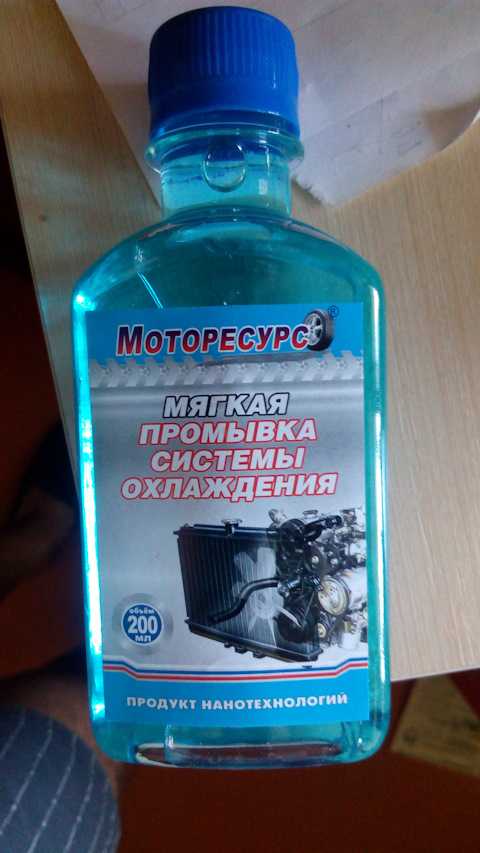 МОТОРЕСУРС®
МЯГКАЯ
ПРОМЫВКА
СИСТЕМЫ
ОХЛАЖДЕНИЯ
объём
200
МЛ
ПРОДУКТ НАНОТЕХНОЛОГИЙ